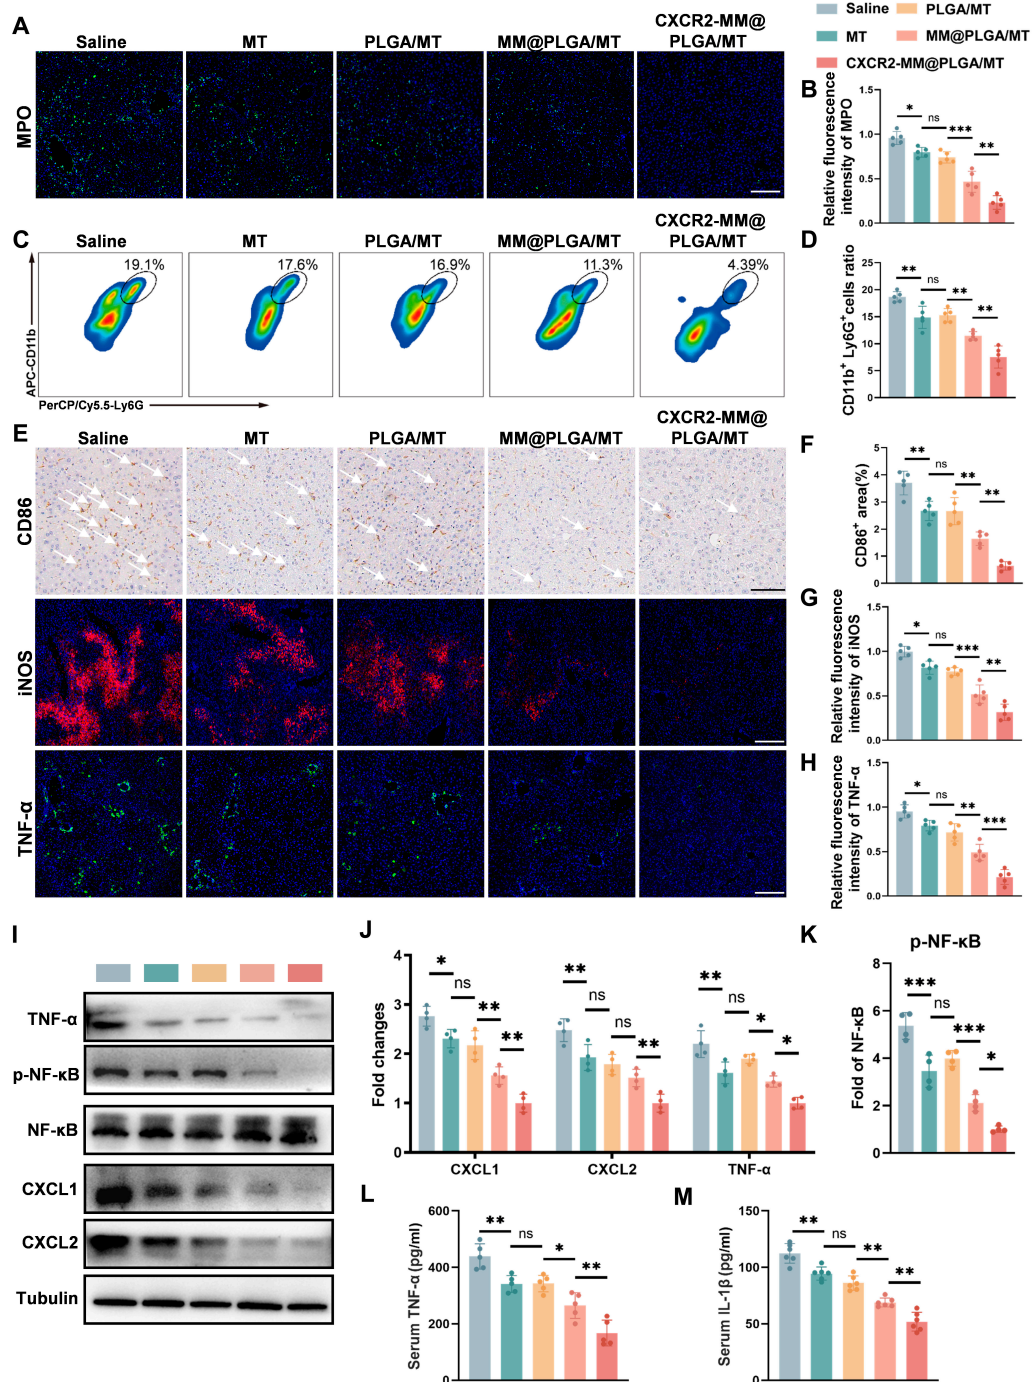 Saline
PLGA/MT
MT
MM@PLGA/MT
CXCR2-MM@PLGA/MT
A
Saline
MT
PLGA/MT
MM@PLGA/MT
CXCR2-MM@
PLGA/MT
MPO
B
Relative fluorescence
intensity of MPO
1.5
1.0
0.5
0.0
*
ns
***
**
C
Saline
MT
PLGA/MT
MM@PLGA/MT
CXCR2-MM@
PLGA/MT
19.1%
17.6%
16.9%
11.3%
4.39%
APC-CD11b
PerCP/Cy5.5-Ly6G
D
CD11b+ Ly6G+cells ratio
25
20
15
10
5
0
**
ns
**
**
E
Saline
MT
PLGA/MT
MM@PLGA/MT
CXCR2-MM@
PLGA/MT
CD86
iNOS
TNF-α
F
CD86+ area(%)
5
4
3
2
1
0
**
ns
**
**
G
Relative fluorescence
intensity of iNOS
1.5
1.0
0.5
0.0
*
ns
***
**
H
Relative fluorescence
intensity of TNF-α
1.5
1.0
0.5
0.0
*
ns
**
***
I
TNF-α
p-NF-κB
NF-κB
CXCL1
CXCL2
Tubulin
J
Fold changes
4
3
2
1
0
*
ns
**
**
**
ns
ns
**
**
ns
*
*
CXCL1
CXCL2
TNF-α
K
p-NF-κB
Fold of NF-κB
8
6
4
2
0
***
ns
***
*
L
Serum TNF-α (pg/ml)
600
400
200
0
**
ns
*
**
M
Serum IL-1β (pg/ml)
150
100
50
0
**
ns
**
**